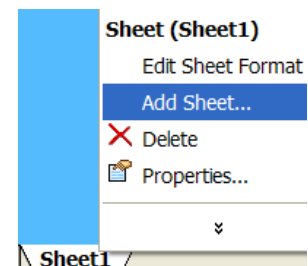 Sheet (Sheet1)
Edit Sheet Format
Add Sheet...
Delete
Properties...
Sheet1